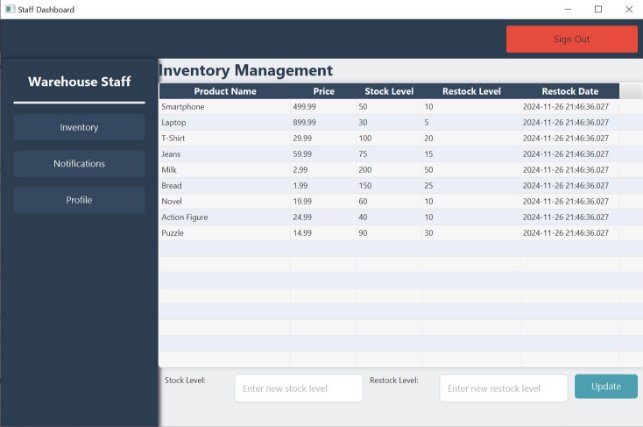 Staff Dashboard
Sign Out
Warehouse Staff
Inventory
Notifications
Profile
Inventory Management
Product Name Price Stock Level Restock Level Restock Date
Smartphone 499.99 50 10 2024-11-26 21:46:36.027
Laptop 899.99 30 5 2024-11-26 21:46:36.027
T-Shirt 29.99 100 20 2024-11-26 21:46:36.027
Jeans 59.99 75 15 2024-11-26 21:46:36.027
Milk 2.99 200 50 2024-11-26 21:46:36.027
Bread 1.99 150 25 2024-11-26 21:46:36.027
Novel 19.99 60 10 2024-11-26 21:46:36.027
Action Figure 24.99 40 10 2024-11-26 21:46:36.027
Puzzle 14.99 90 30 2024-11-26 21:46:36.027
Stock Level: Enter new stock level Restock Level: Enter new restock level Update